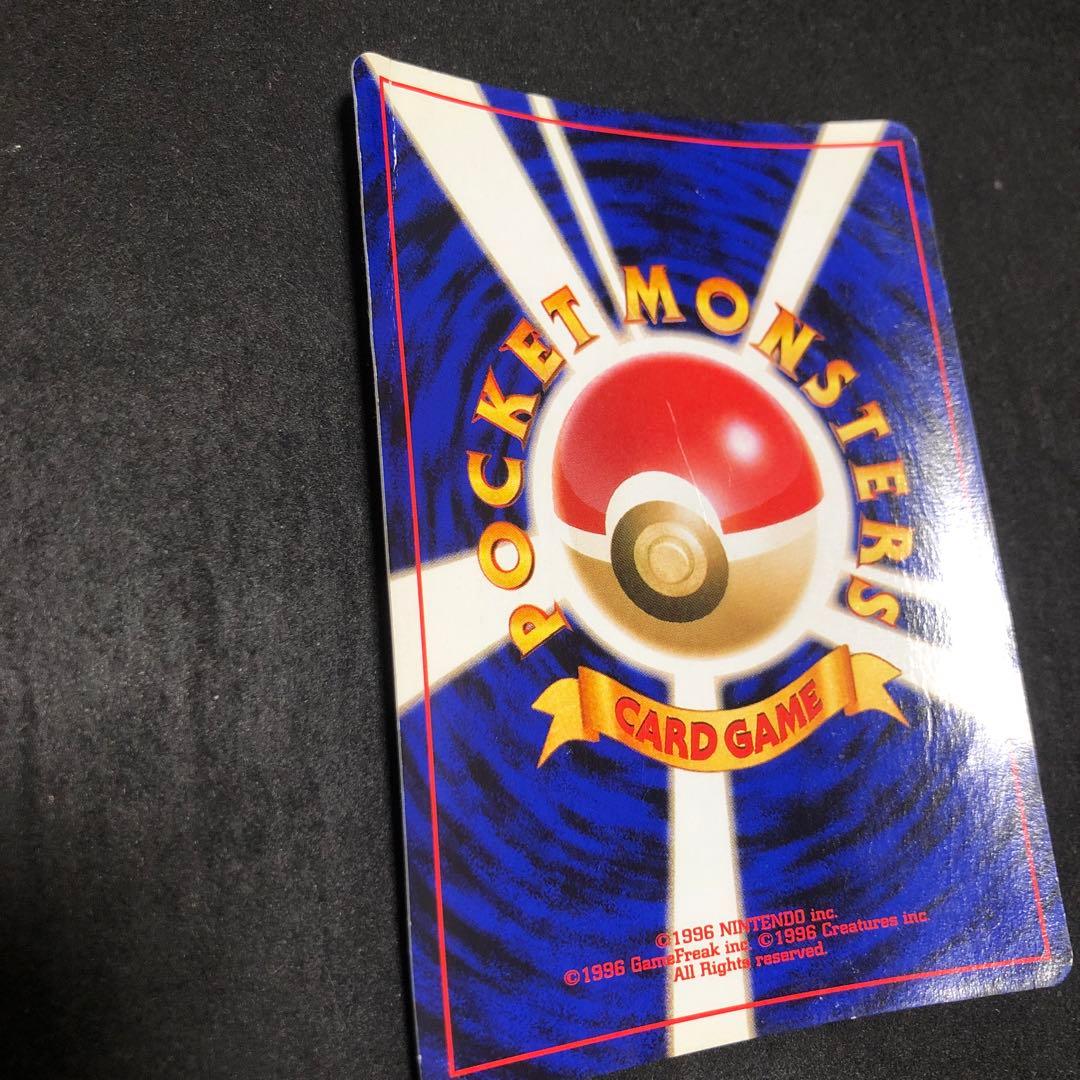 POCKET MONSTERS
CARD GAME
©1996 NINTENDO inc.
©1996 GameFreak inc. ©1996 Creatures inc.
All Rights reserved.